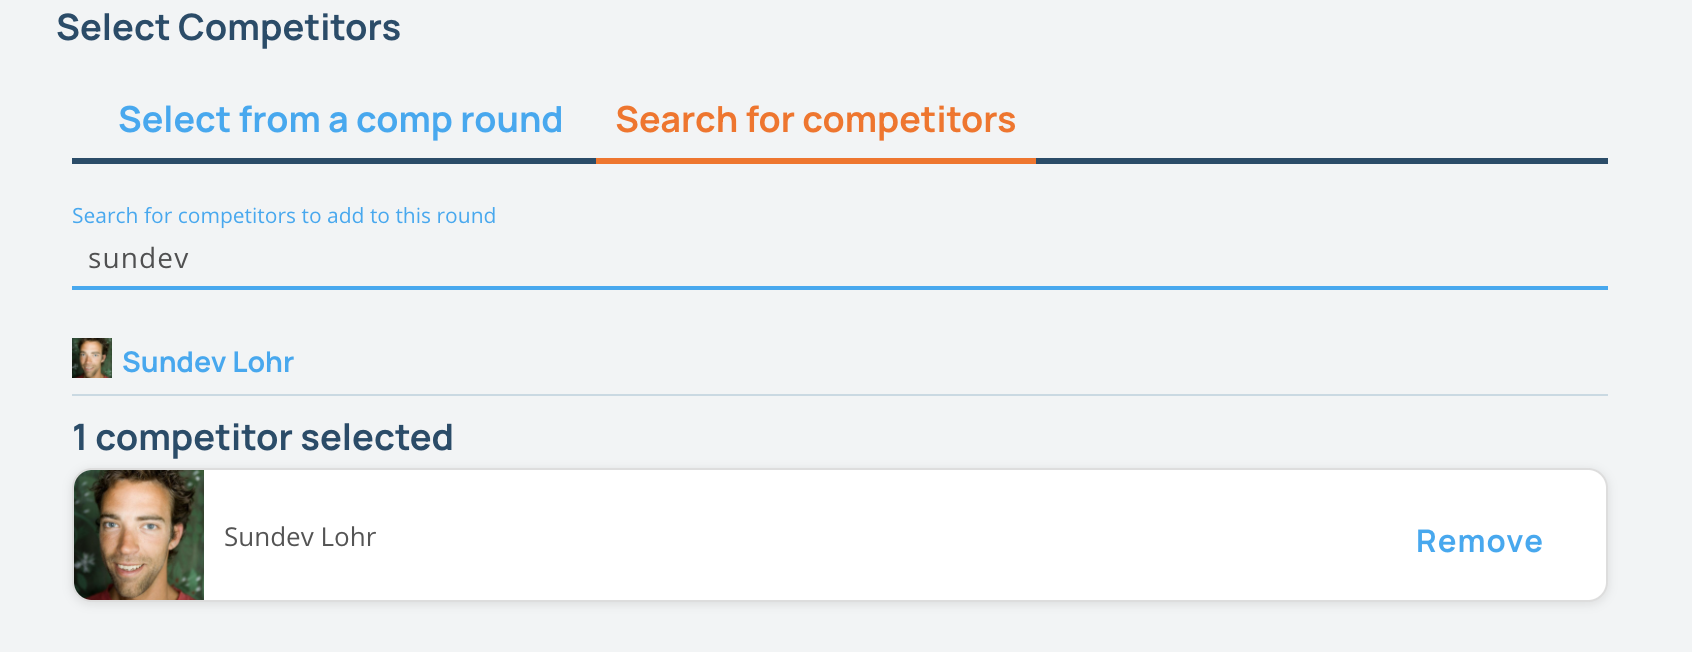 Select Competitors
Select from a comp round Search for competitors
Search for competitors to add to this round
sundev
Sundev Lohr
1 competitor selected
Sundev Lohr Remove